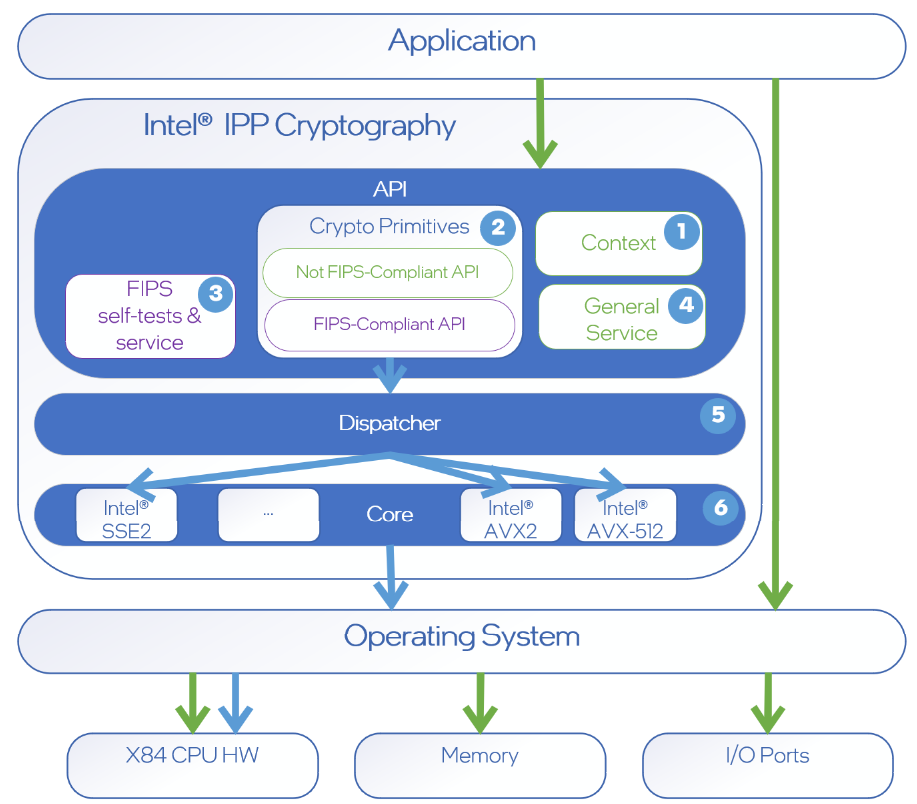 Application
Intel® IPP Cryptography
API
Crypto Primitives
2
Context
1
Not FIPS-Compliant API
FIPS
self-tests &
service
3
General
Service
4
FIPS-Compliant API
Dispatcher
5
Intel®
SSE2
...
Core
Intel®
AVX2
Intel®
AVX-512
6
Operating System
X84 CPU HW
Memory
I/O Ports